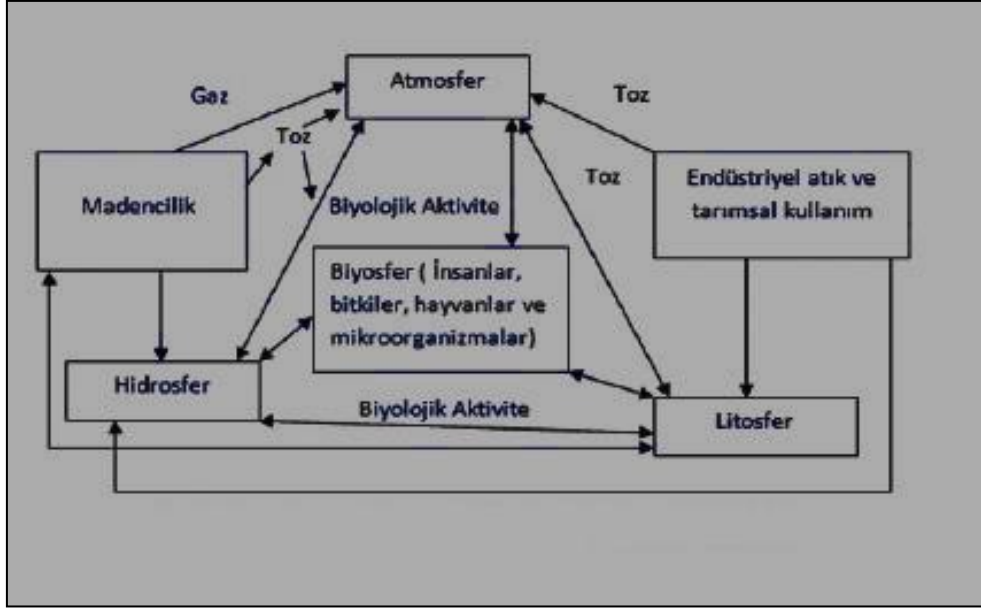 Atmosfer
Gaz
Toz
Toz
Madencilik
Toz
Endüstriyel atık ve
tarımsal kullanım
Biyolojik Aktivite
Biyosfer ( İnsanlar,
bitkiler, hayvanlar ve
mikroorganizmalar)
Hidrosfer
Biyolojik Aktivite
Litosfer